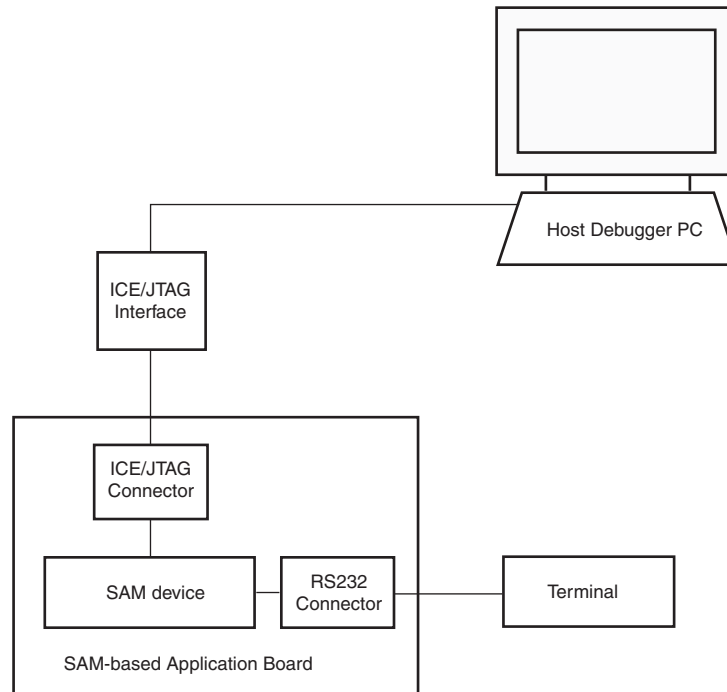 Host Debugger PC
ICE/JTAG
Interface
ICE/JTAG
Connector
SAM device
RS232
Connector
Terminal
SAM-based Application Board